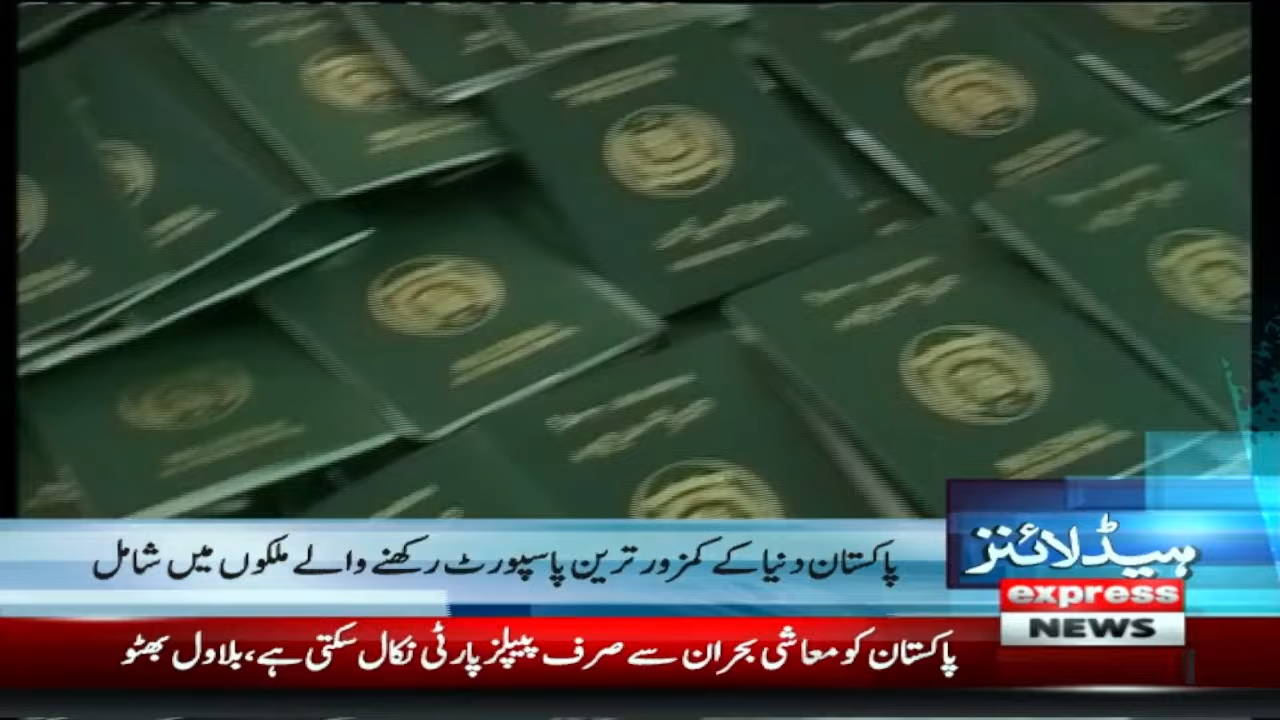 ہیڈلائنز
پاکستان دنیا کے کمزور ترین پاسپورٹ رکھنے والے ملکوں میں شامل
express
NEWS
پاکستان کو معاشی بحران سے صرف پیپلز پارٹی نکال سکتی ہے، بلاول بھٹو